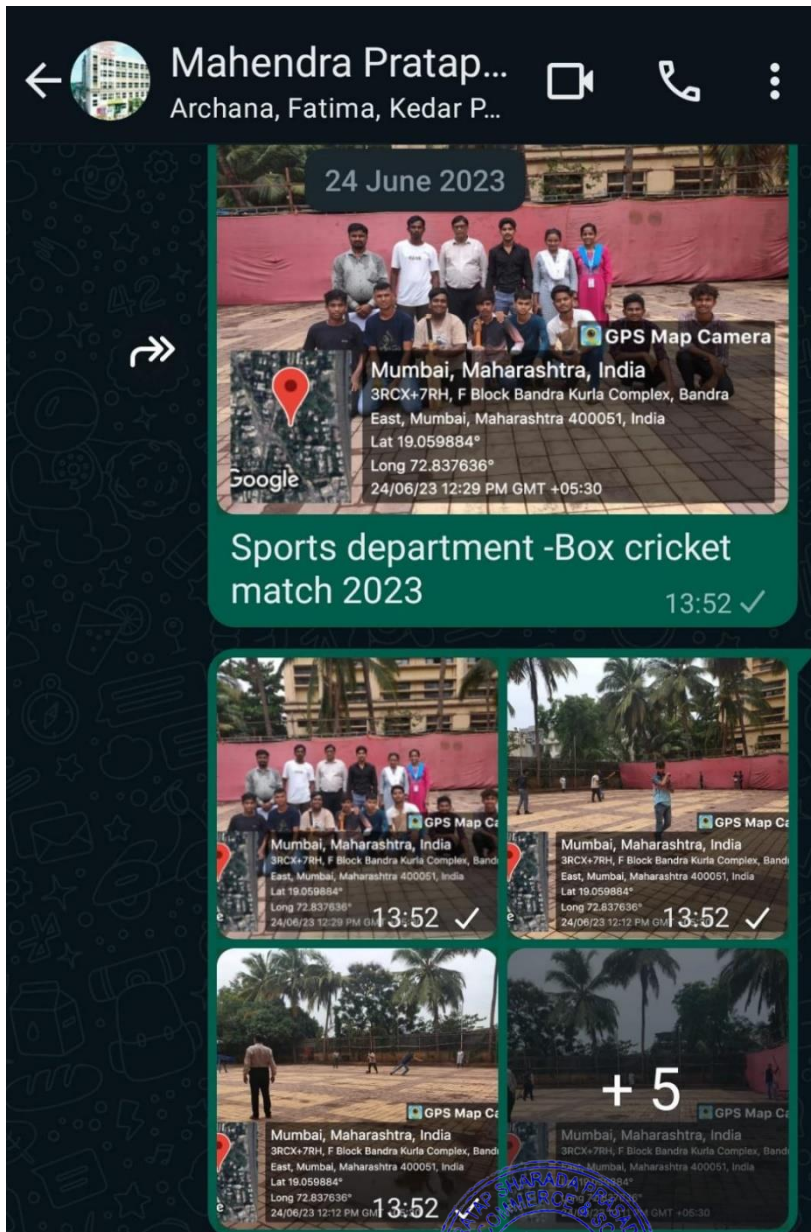 Mahendra Pratap...
Archana, Fatima, Kedar P...
24 June 2023
GPS Map Camera
Mumbai, Maharashtra, India
3RCX+7RH, F Block Bandra Kurla Complex, Bandra
East, Mumbai, Maharashtra 400051, India
Lat 19.059884°
Long 72.837636°
24/06/23 12:29 PM GMT +05:30
Google
Sports department -Box cricket
match 2023
13:52
GPS Map Ca
Mumbai, Maharashtra, India
3RCX+7RH, F Block Bandra Kurla Complex, Band
East, Mumbai, Maharashtra 400051, India
Lat 19.059884°
Long 72.837636°
24/06/23 12:29 PM GMT
13:52
GPS Map Ca
Mumbai, Maharashtra, India
3RCX+7RH, F Block Bandra Kurla Complex, Band
East, Mumbai, Maharashtra 400051, India
Lat 19.059884°
Long 72.837636°
24/06/23 12:12 PM GMT
13:52
GPS Map Ca
Mumbai, Maharashtra, India
3RCX+7RH, F Block Bandra Kurla Complex, Band
East, Mumbai, Maharashtra 400051, India
Lat 19.059884°
Long 72.837636°
24/06/23 12:12 PM GMT
13:52
+ 5
GPS Map Ca
Mumbai, Maharashtra, India
3RCX+7RH, F Block Bandra Kurla Complex, Band
East, Mumbai, Maharashtra 400051, India
Lat 19.059884°